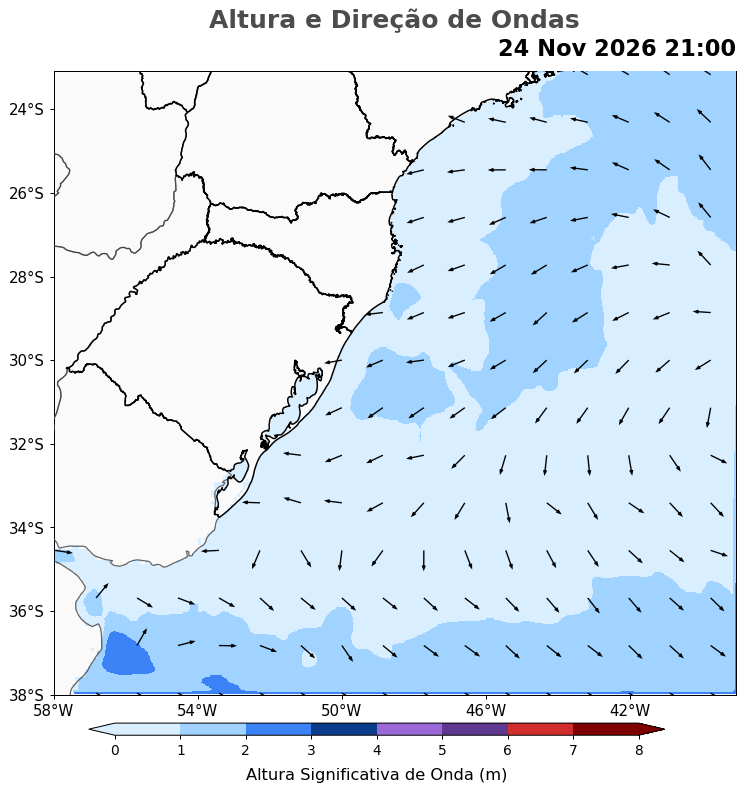 Altura e Direção de Ondas
24 Nov 2026 21:00
24°S
26°S
28°S
30°S
32°S
34°S
36°S
38°S
58°W 54°W 50°W 46°W 42°W
0 1 2 3 4 5 6 7 8
Altura Significativa de Onda (m)